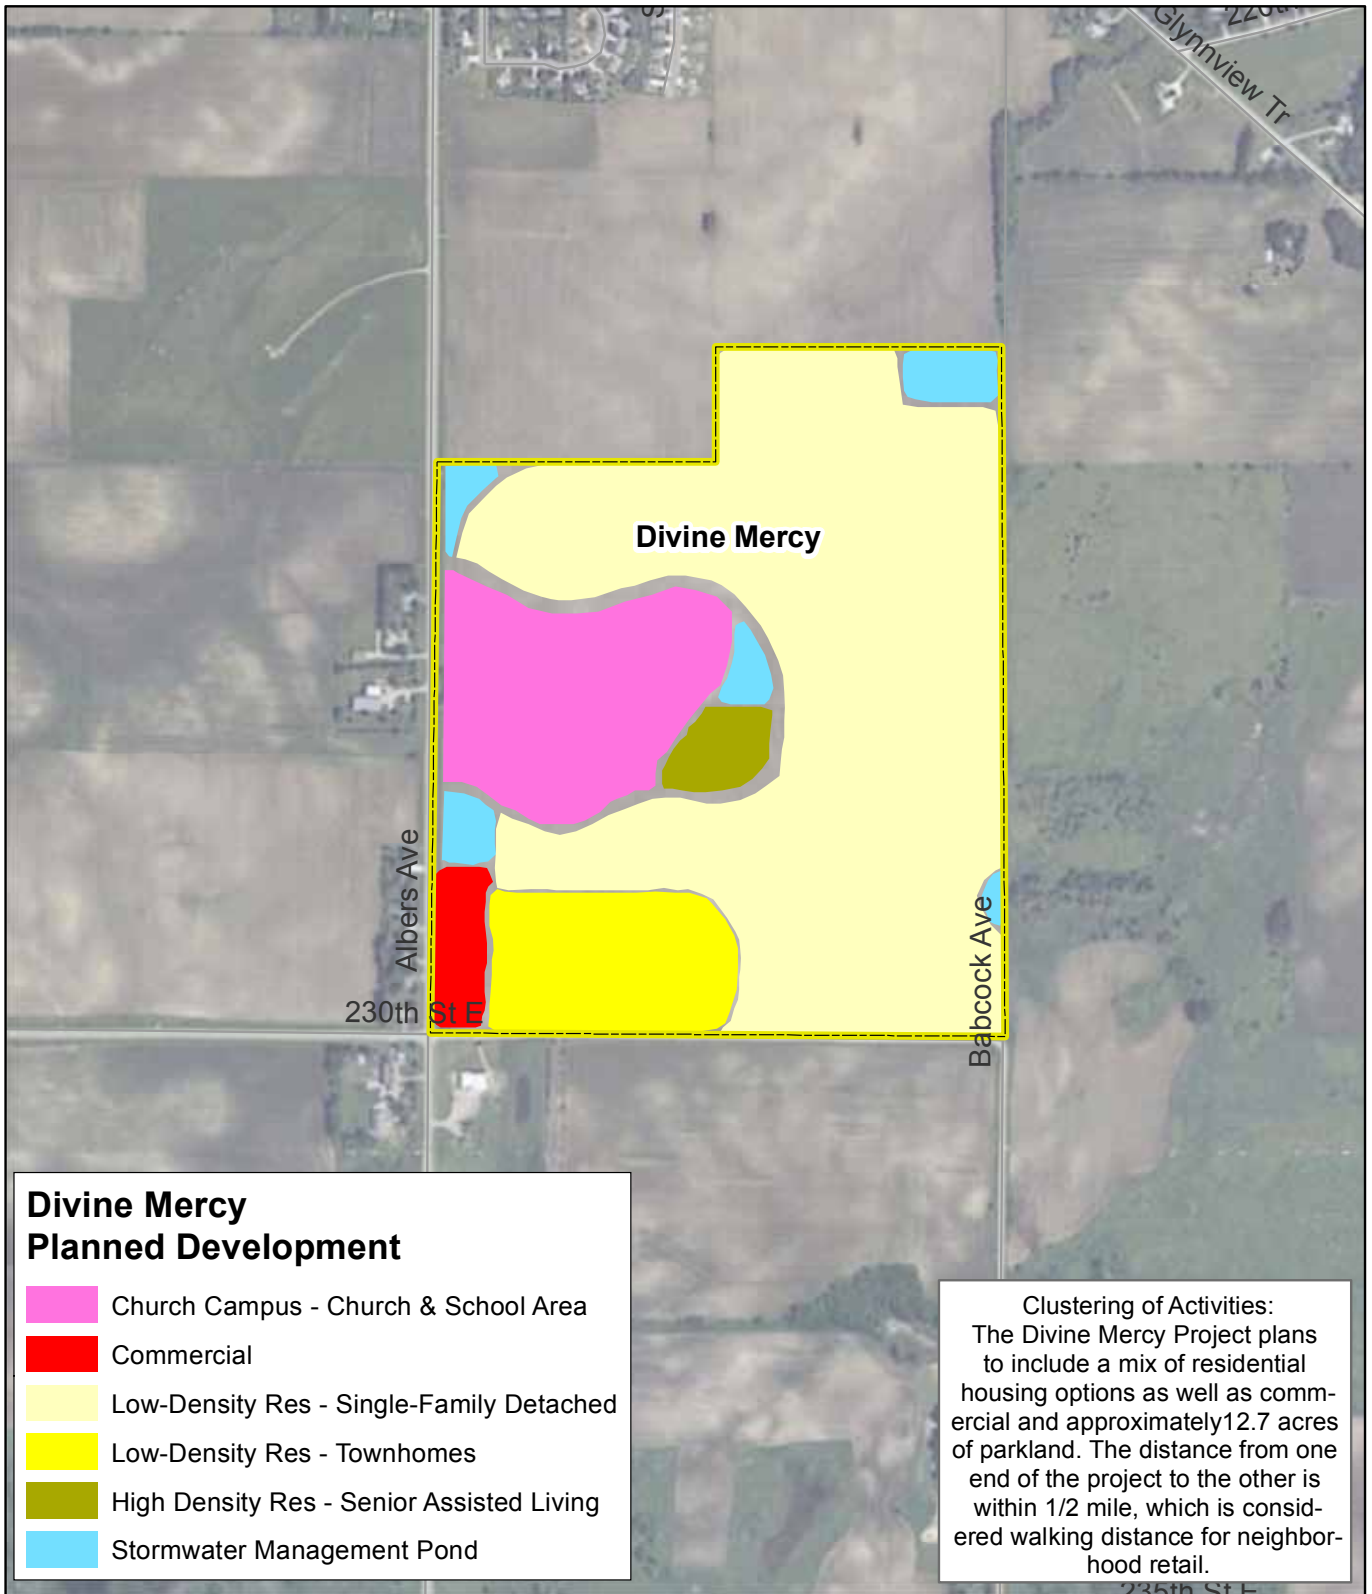 220th
Glynnview Tr
Divine Mercy
Albers Ave
230th St E
Babcock Ave
Divine Mercy
Planned Development
Church Campus - Church & School Area
Commercial
Low-Density Res - Single-Family Detached
Low-Density Res - Townhomes
High Density Res - Senior Assisted Living
Stormwater Management Pond
Clustering of Activities:
The Divine Mercy Project plans
to include a mix of residential
housing options as well as comm-
ercial and approximately12.7 acres
of parkland. The distance from one
end of the project to the other is
within 1/2 mile, which is consid-
ered walking distance for neighbor-
hood retail.
235th St E